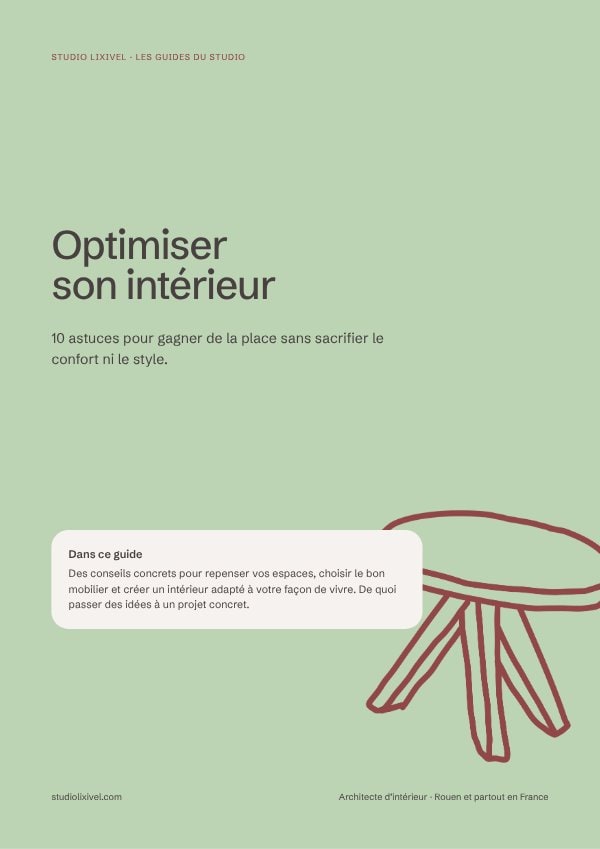 STUDIO LIXIVEL · LES GUIDES DU STUDIO
Optimiser
son intérieur
10 astuces pour gagner de la place sans sacrifier le
confort ni le style.
Dans ce guide
Des conseils concrets pour repenser vos espaces, choisir le bon
mobilier et créer un intérieur adapté à votre façon de vivre. De quoi
passer des idées à un projet concret.
studiolixivel.com
Architecte d'intérieur · Rouen et partout en France